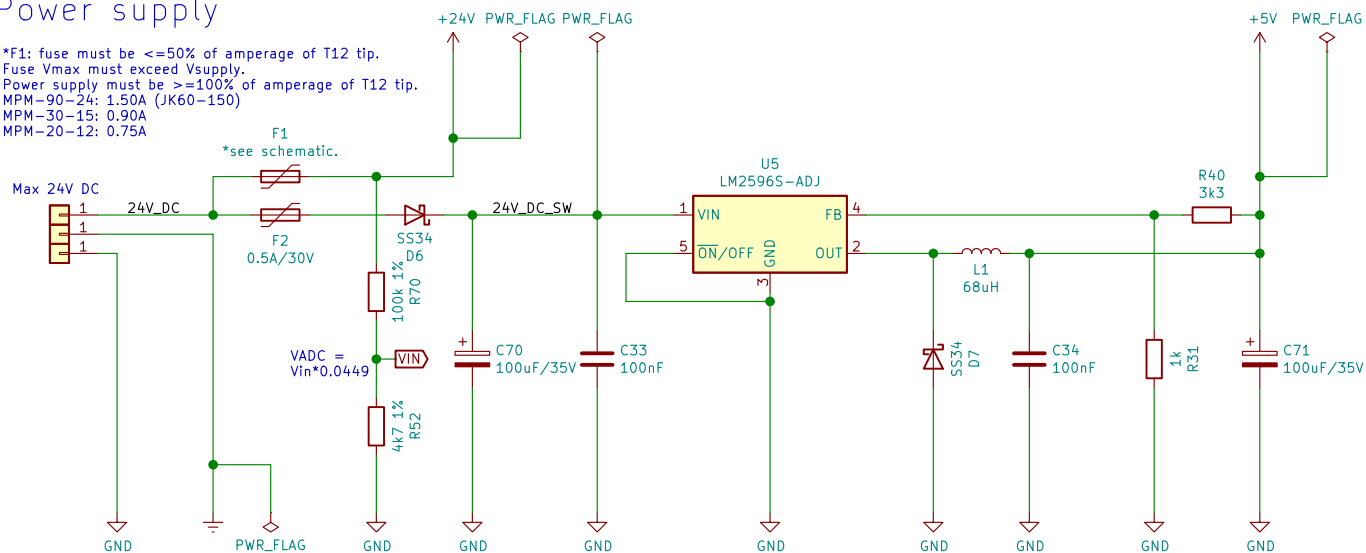 Power supply
*F1: fuse must be <=50% of amperage of T12 tip.
Fuse Vmax must exceed Vsupply.
Power supply must be >=100% of amperage of T12 tip.
MPM-90-24: 1.50A (JK60-150)
MPM-30-15: 0.90A
MPM-20-12: 0.75A
+24V PWR_FLAG PWR_FLAG
+5V PWR_FLAG
F1
*see schematic.
Max 24V DC
1 24V_DC
1
1
F2
0.5A/30V
SS34
D6
24V_DC_SW
U5
LM2596S-ADJ
1 VIN FB 4
5 ON/OFF GND OUT 2
3
R40
3k3
L1
68uH
100k 1%
R70
VADC =
Vin*0.0449
VIN
4k7 1%
R52
+
C70
100uF/35V
C33
100nF
SS34
D7
C34
100nF
1k
R31
+
C71
100uF/35V
GND
PWR_FLAG
GND
GND
GND
GND
GND
GND
GND
GND